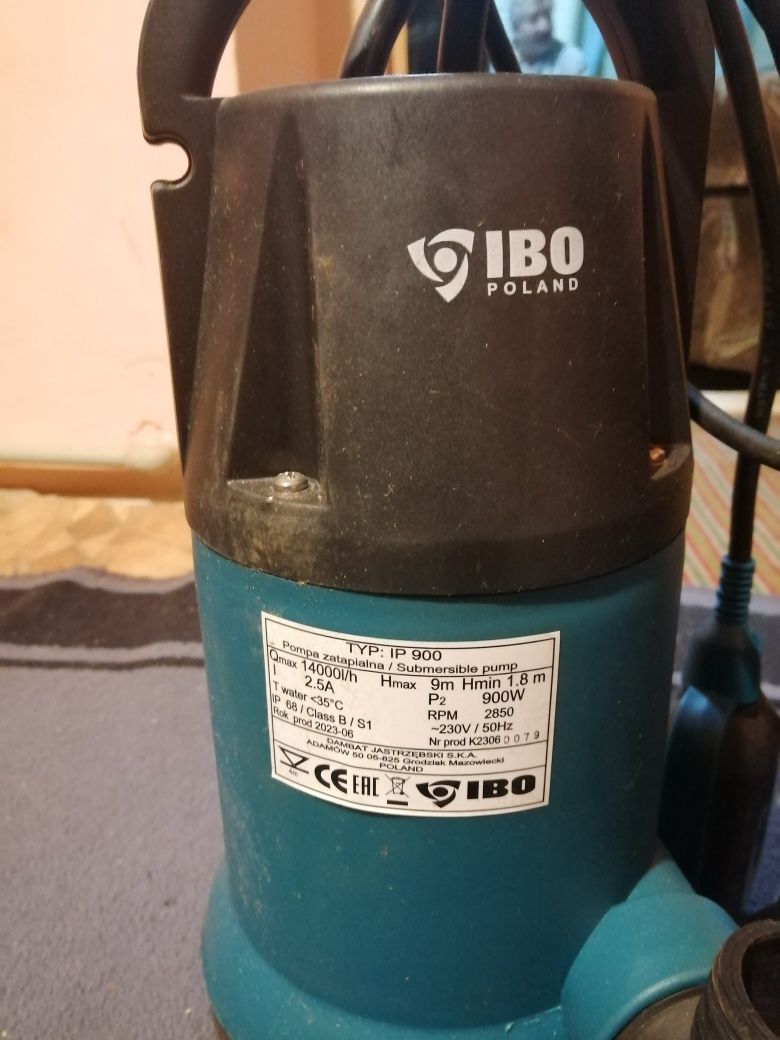 IBO
POLAND
TYP: IP 900
Pompa zatapialna / Submersible pump
Qmax 14000l/h Hmax 9m Hmin 1.8 m
I 2.5A P2 900W
T water <35°C RPM 2850
IP 68 / Class B / S1 ~230V / 50Hz
Rok prod 2023-06 Nr prod K2306 0079
DAMBAT JASTRZĘBSKI S.K.A.
ADAMÓW 50 05-825 Grodzisk Mazowiecki
POLAND
4m CE EAC IBO